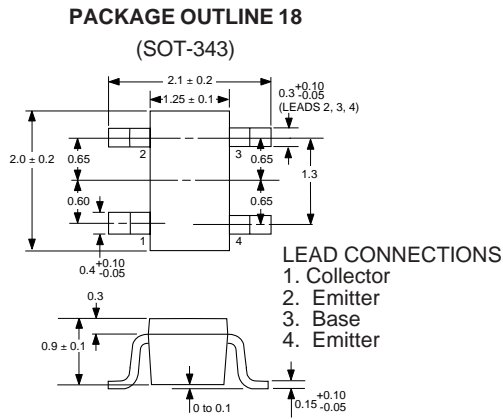 PACKAGE OUTLINE 18
(SOT-343)
2.1 ± 0.2
1.25 ± 0.1
0.3 +0.10 -0.05
(LEADS 2, 3, 4)
2
3
2.0 ± 0.2
0.65
0.65
1.3
0.60
0.65
1
4
0.4 +0.10 -0.05
LEAD CONNECTIONS
1. Collector
2. Emitter
3. Base
4. Emitter
0.3
0.9 ± 0.1
0 to 0.1
0.15 +0.10 -0.05